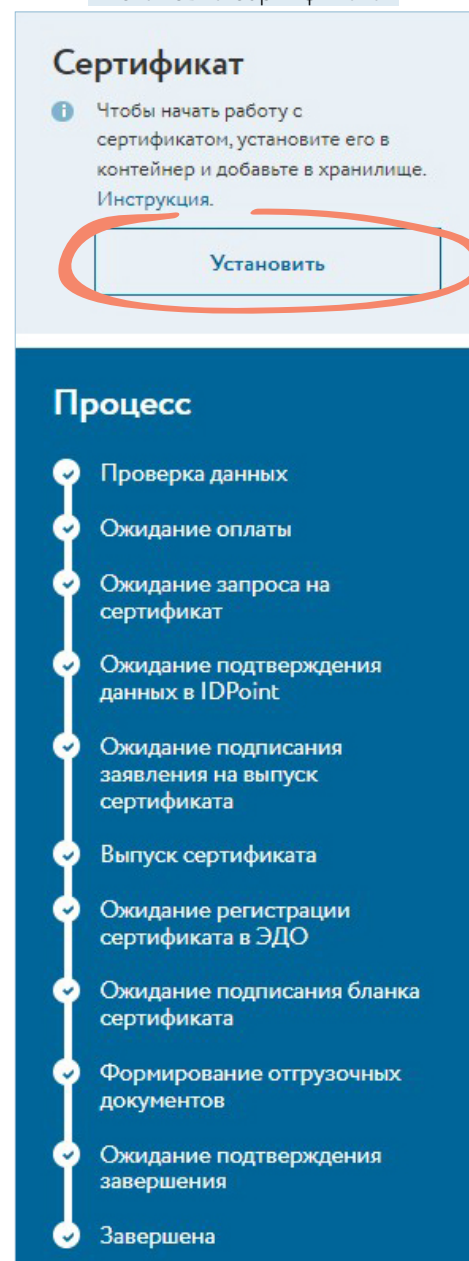 Сертификат
Чтобы начать работу с
сертификатом, установите его в
контейнер и добавьте в хранилище.
Инструкция.
Установить
Процесс
Проверка данных
Ожидание оплаты
Ожидание запроса на
сертификат
Ожидание подтверждения
данных в IDPoint
Ожидание подписания
заявления на выпуск
сертификата
Выпуск сертификата
Ожидание регистрации
сертификата в ЭДО
Ожидание подписания бланка
сертификата
Формирование отгрузочных
документов
Ожидание подтверждения
завершения
Завершена